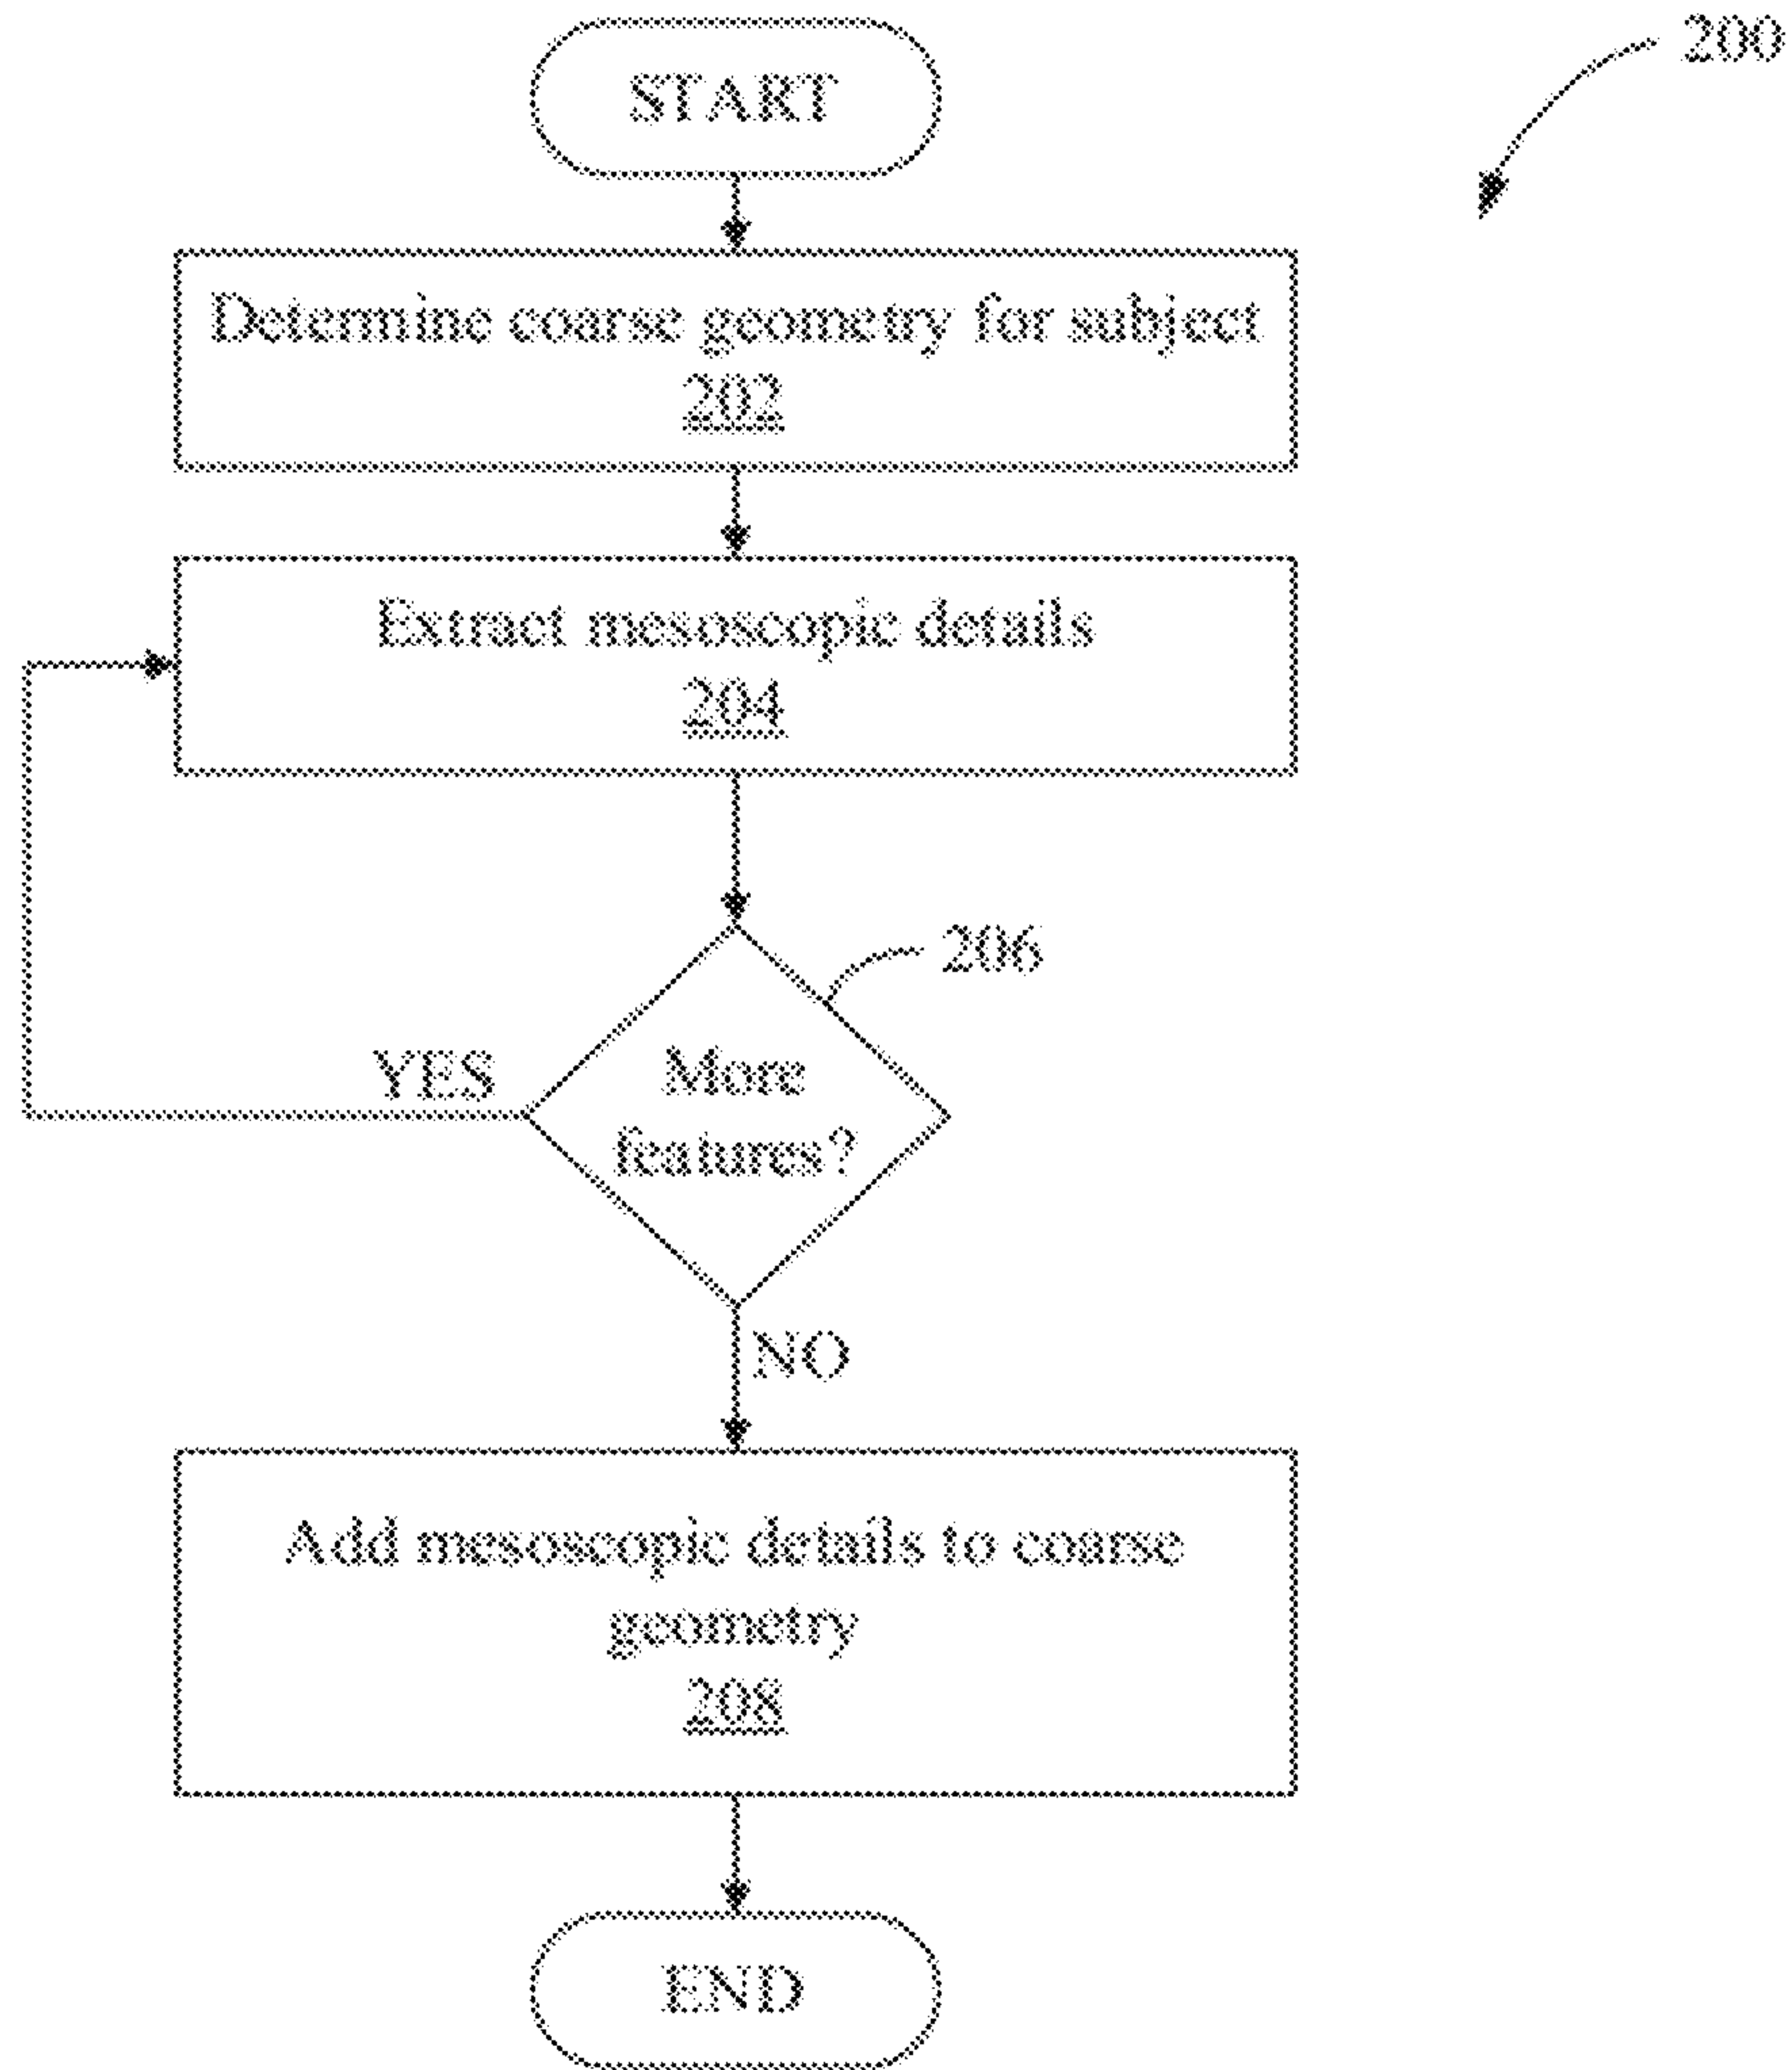 200
START
Determine coarse geometry for subject
202
Extract mesoscopic details
204
206
More
features?
YES
NO
Add mesoscopic details to coarse
geometry
208
END